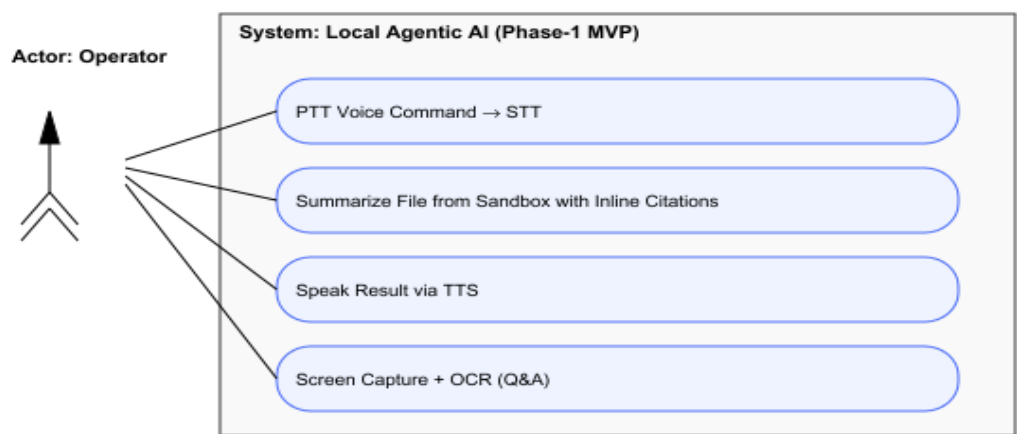 System: Local Agentic AI (Phase-1 MVP)
Actor: Operator
PTT Voice Command → STT
Summarize File from Sandbox with Inline Citations
Speak Result via TTS
Screen Capture + OCR (Q&A)